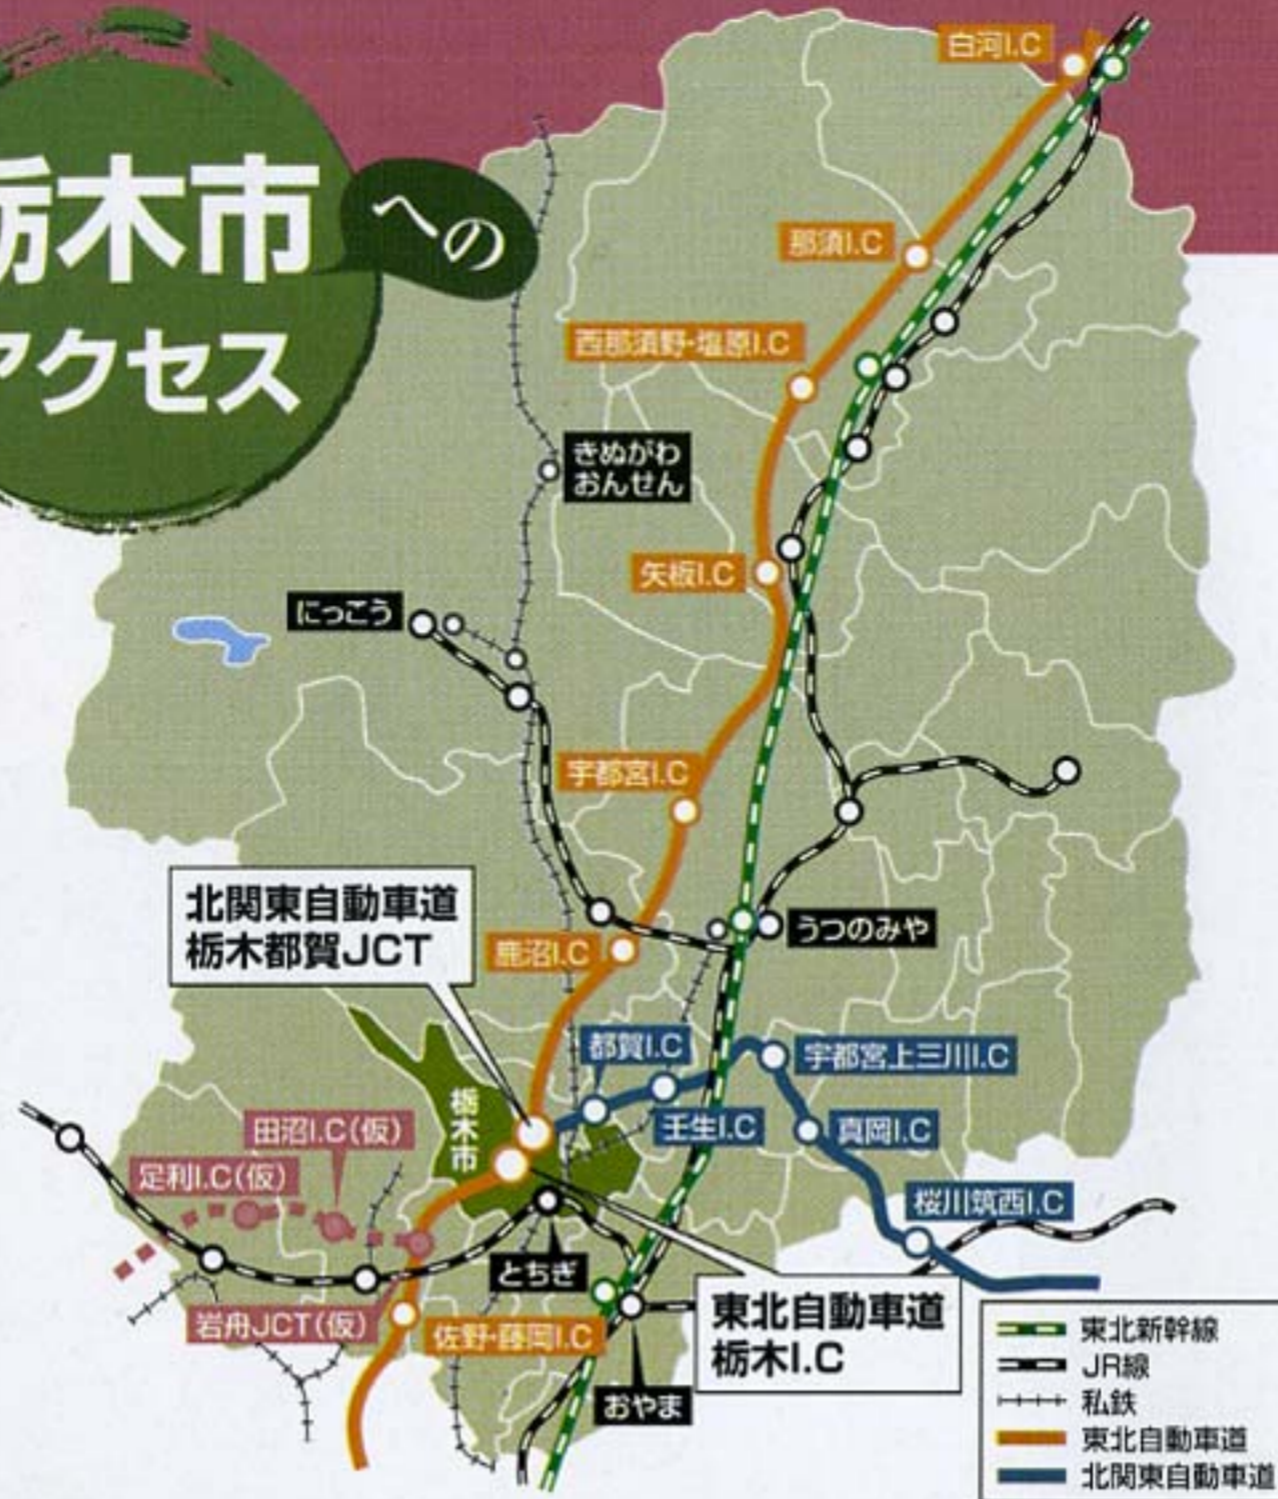 栃木市
への
アクセス
白河I.C
那須I.C
西那須野・塩原I.C
きぬがわ
おんせん
矢板I.C
にっこう
宇都宮I.C
北関東自動車道
栃木都賀JCT
うつのみや
鹿沼I.C
都賀I.C
宇都宮上三川I.C
栃木市
田沼I.C(仮)
壬生I.C
真岡I.C
足利I.C(仮)
桜川筑西I.C
とちぎ
岩舟JCT(仮)
佐野・藤岡I.C
東北自動車道
栃木I.C
おやま
東北新幹線
JR線
私鉄
東北自動車道
北関東自動車道